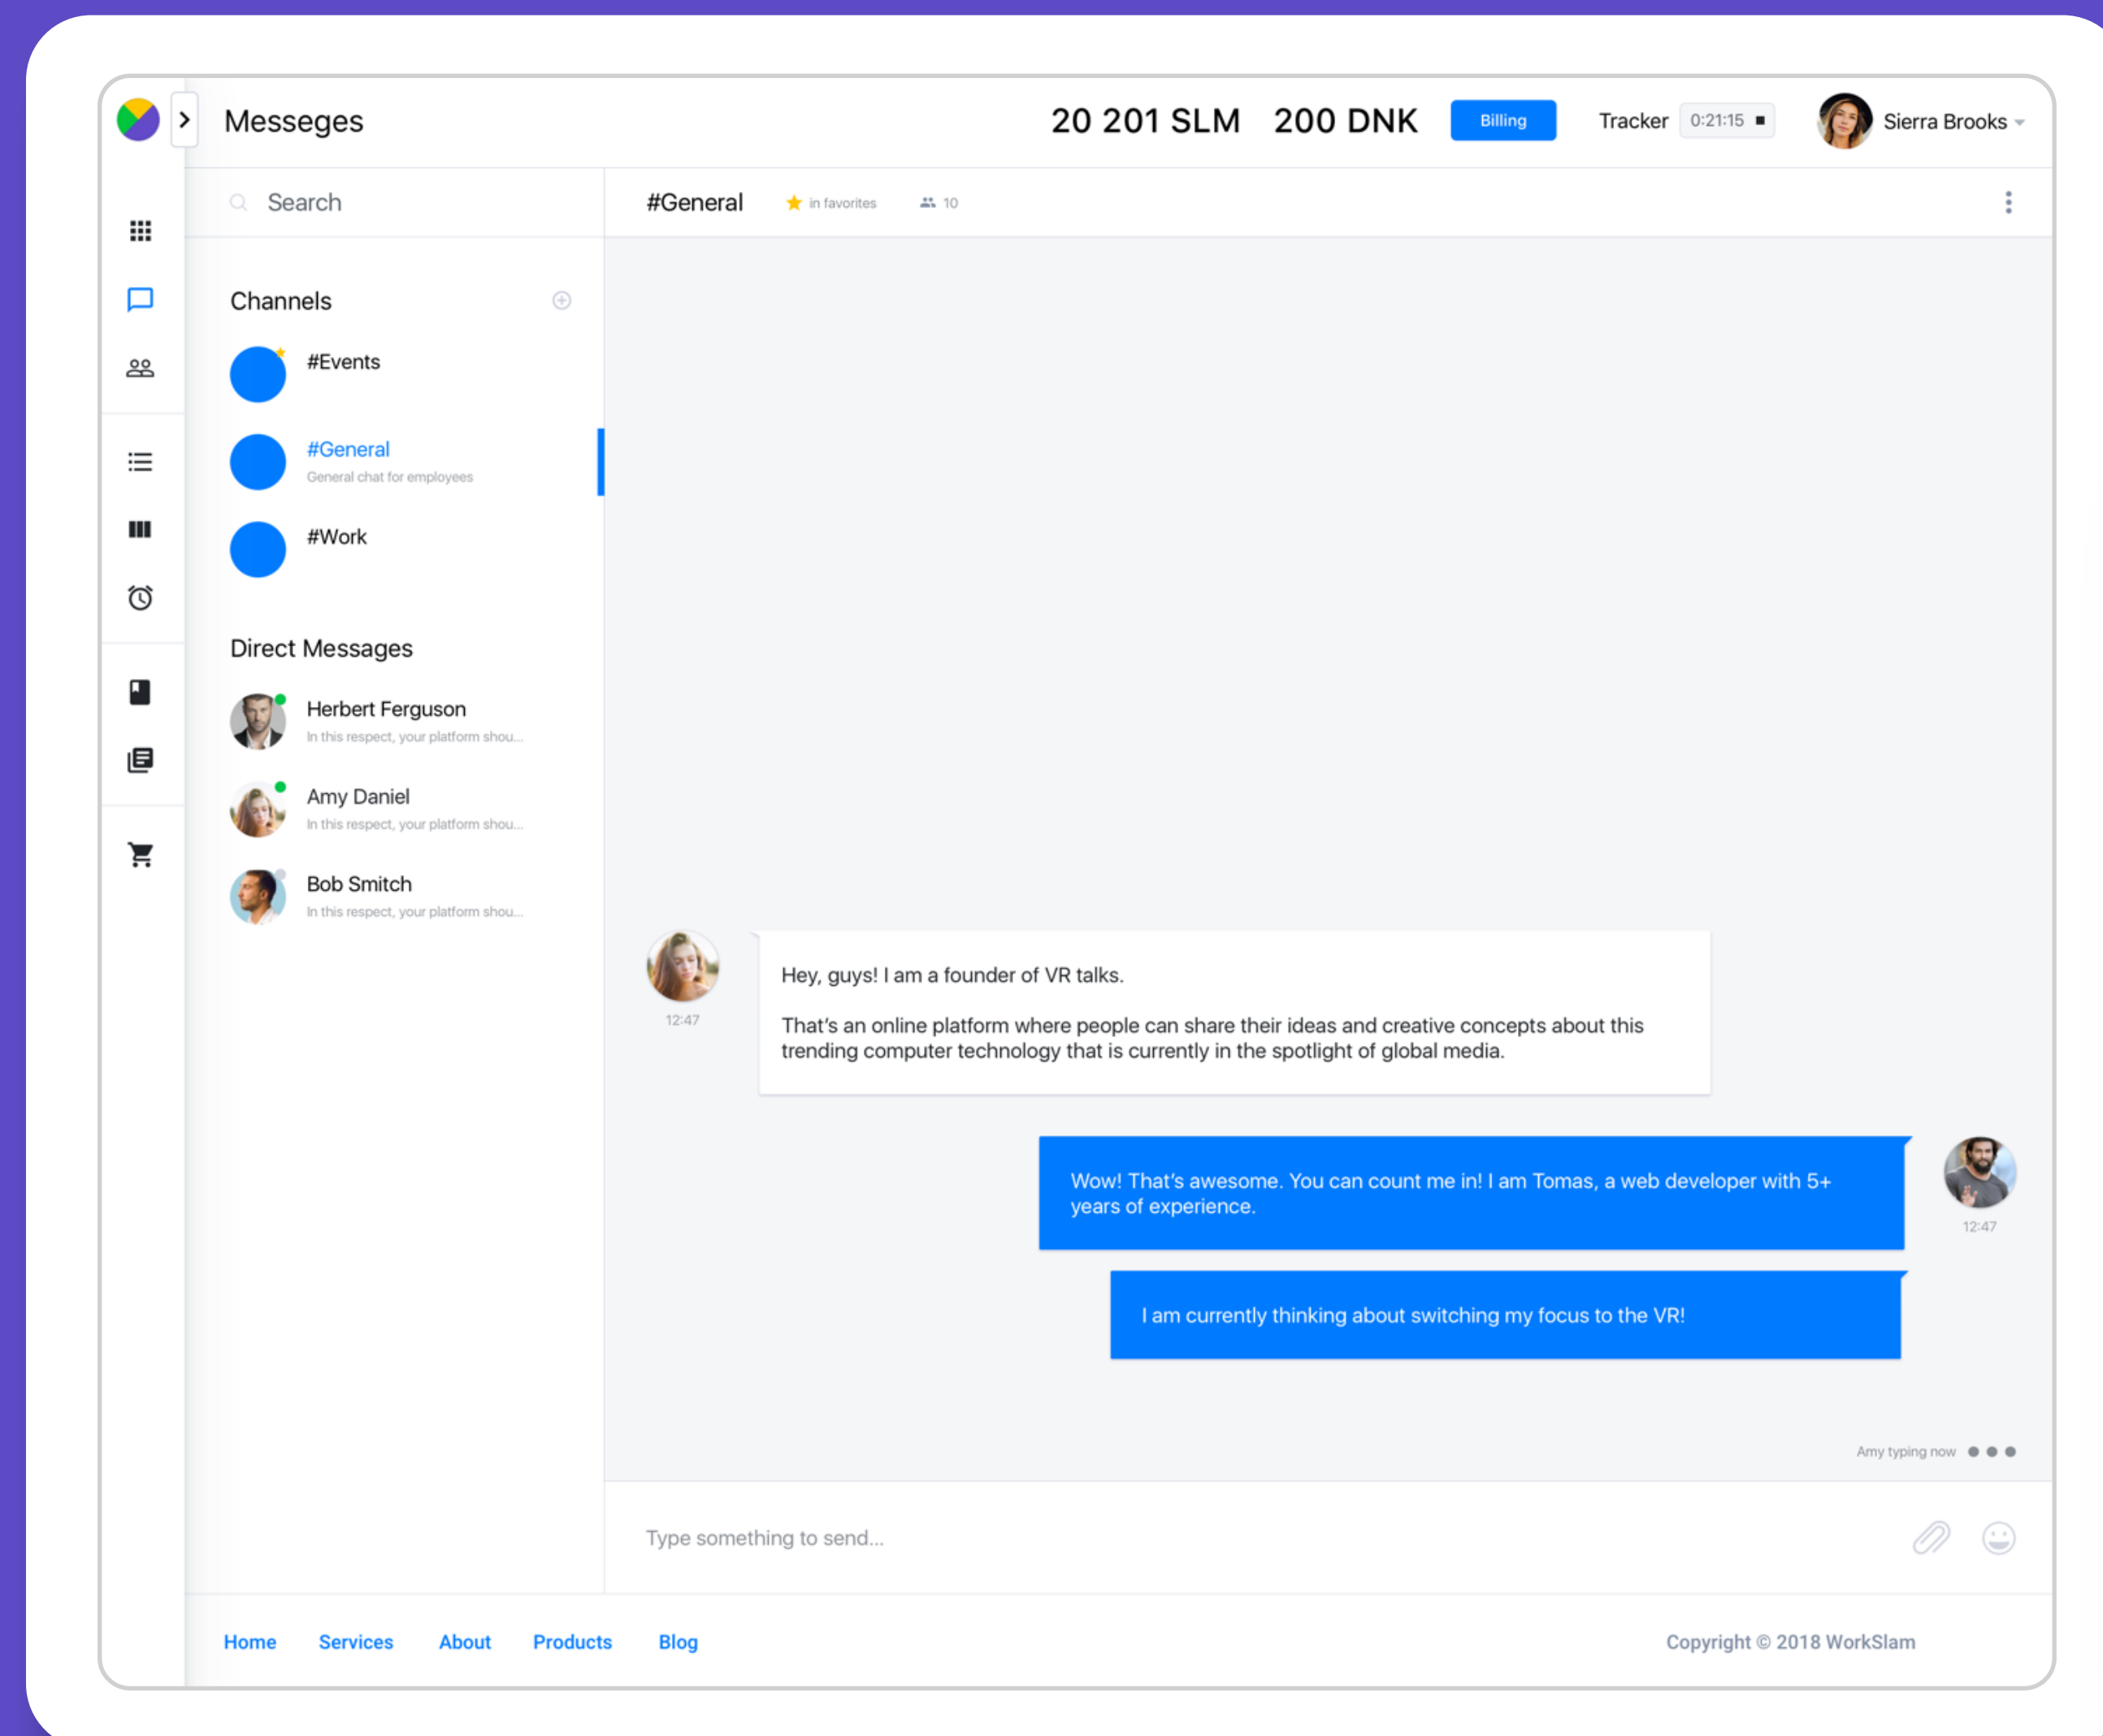 Messeges
20 201 SLM 200 DNK Billing Tracker 0:21:15 Sierra Brooks
Search
#General in favorites 10
Channels
#Events
#General
General chat for employees
#Work
Direct Messages
Herbert Ferguson
In this respect, your platform shou...
Amy Daniel
In this respect, your platform shou...
Bob Smitch
In this respect, your platform shou...
Hey, guys! I am a founder of VR talks.
12:47
That's an online platform where people can share their ideas and creative concepts about this
trending computer technology that is currently in the spotlight of global media.
Wow! That's awesome. You can count me in! I am Tomas, a web developer with 5+
years of experience.
12:47
I am currently thinking about switching my focus to the VR!
Amy typing now
Type something to send...
Home Services About Products Blog
Copyright © 2018 WorkSlam